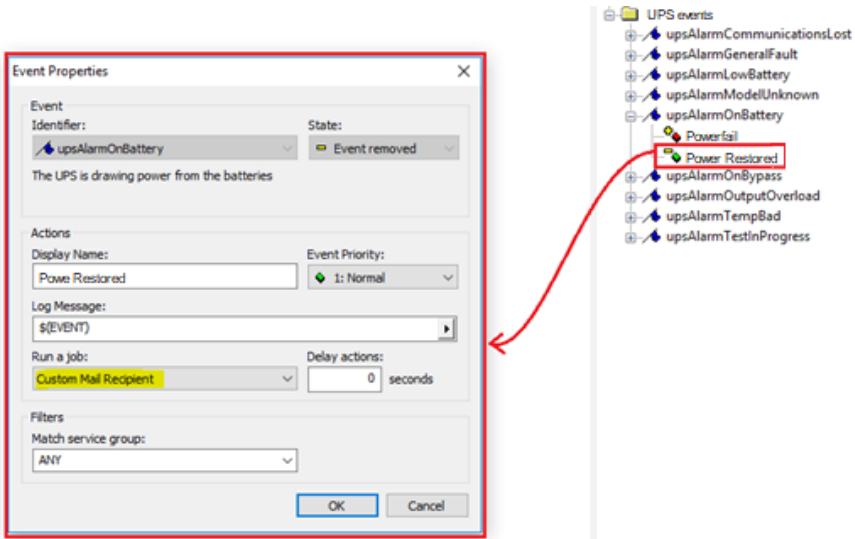 Event Properties
Event
Identifier:
State:
upsAlarmOnBattery
Event removed
The UPS is drawing power from the batteries
Actions
Display Name:
Event Priority:
Powe Restored
1: Normal
Log Message:
$(EVENT)
Run a job:
Delay actions:
Custom Mail Recipient
0 seconds
Filters
Match service group:
ANY
OK
Cancel
UPS events
upsAlarmCommunicationsLost
upsAlarmGeneralFault
upsAlarmLowBattery
upsAlarmModelUnknown
upsAlarmOnBattery
Powerfail
Power Restored
upsAlarmOnBypass
upsAlarmOutputOverload
upsAlarmTempBad
upsAlarmTestInProgress